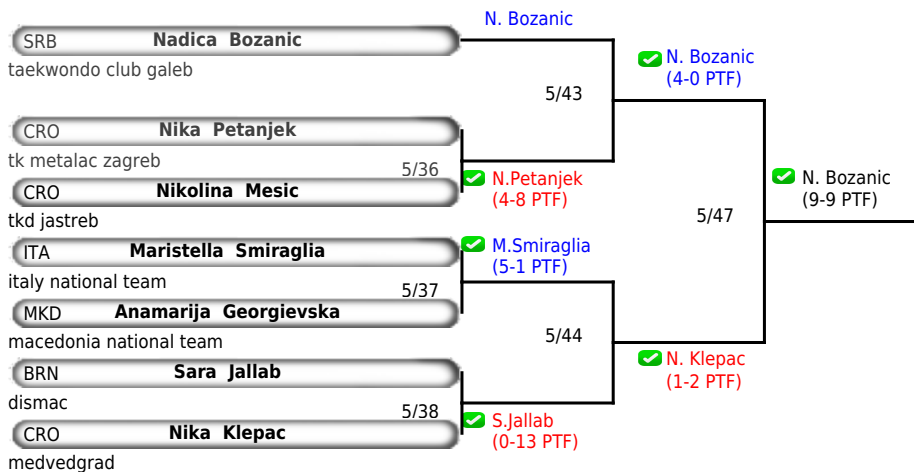 N. Bozanic
SRB Nadica Bozanic
taekwondo club galeb
N. Bozanic
(4-0 PTF)
5/43
CRO Nika Petanjek
tk metalac zagreb
5/36
N.Petanjek
(4-8 PTF)
CRO Nikolina Mesic
tkd jastreb
N. Bozanic
(9-9 PTF)
5/47
ITA Maristella Smiraglia
italy national team
M.Smiraglia
(5-1 PTF)
5/37
MKD Anamarija Georgievska
macedonia national team
5/44
N. Klepac
(1-2 PTF)
BRN Sara Jallab
dismac
5/38
S.Jallab
(0-13 PTF)
CRO Nika Klepac
medvedgrad